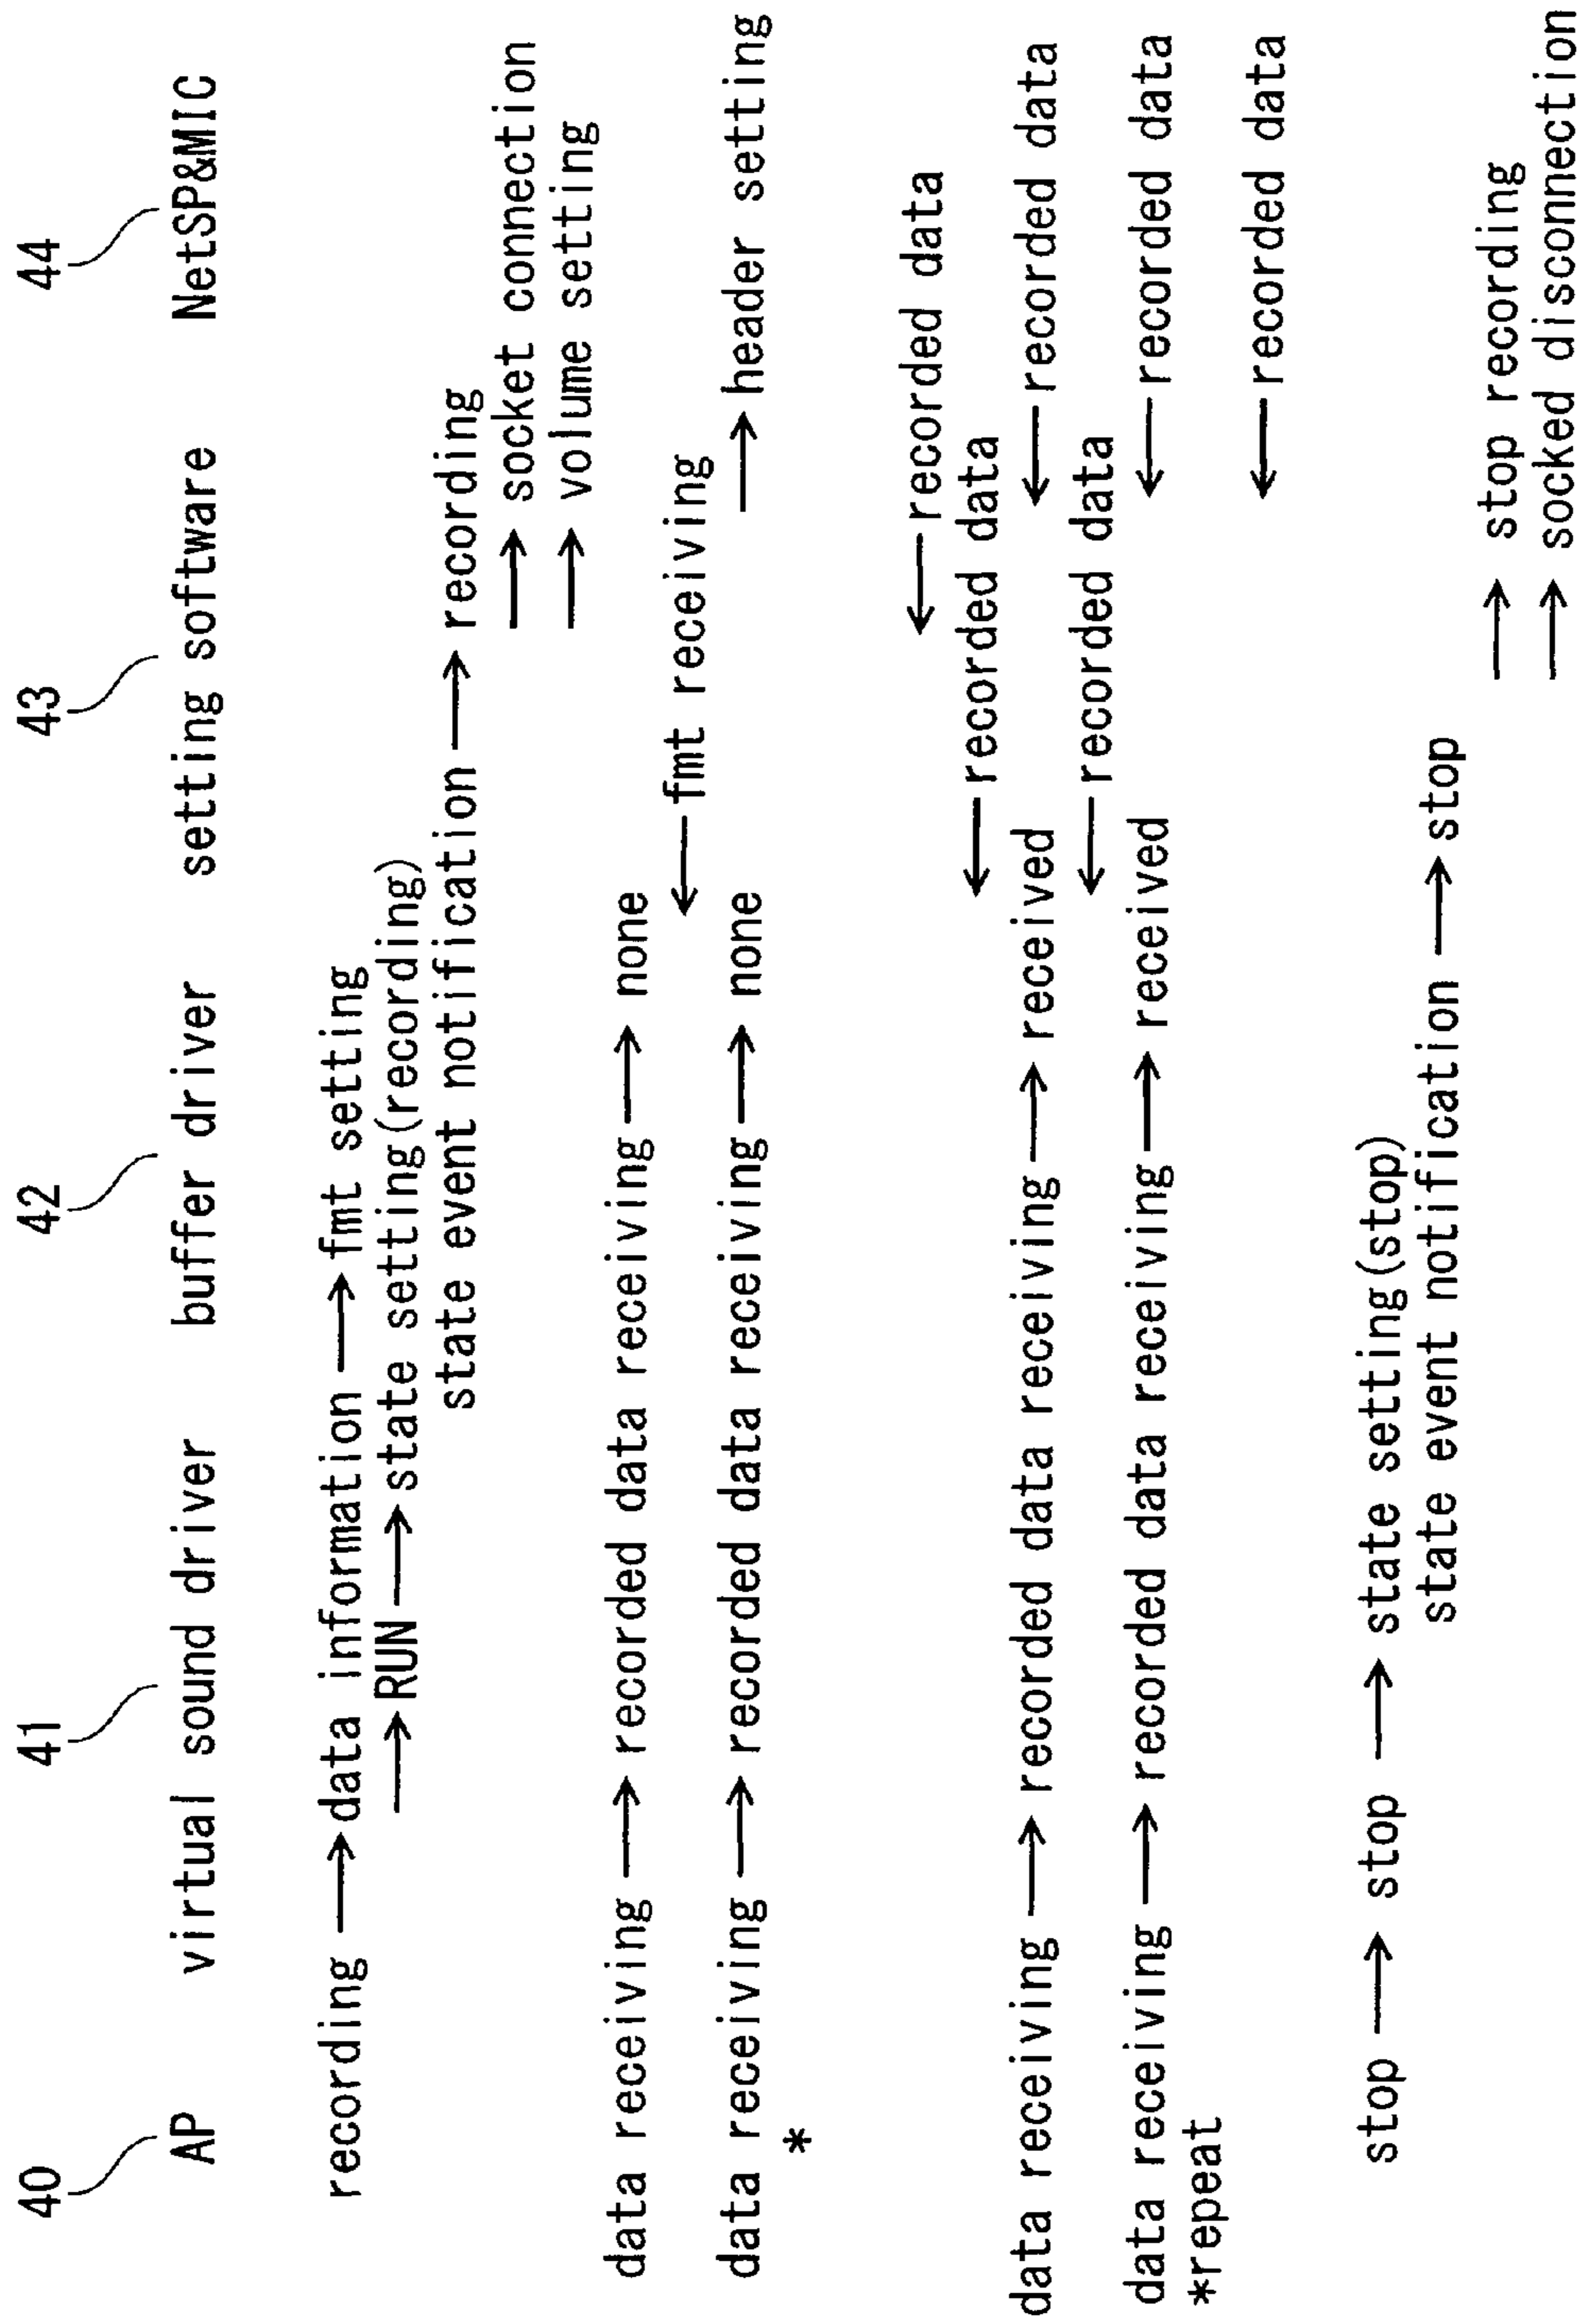 40 41 42 43 44
AP virtual sound driver buffer driver setting software NetSP&MIC
recording → data information → fmt setting
→ RUN → state setting(recording)
state event notification → recording
→ socket connection
→ volume setting
data receiving → recorded data receiving → none
← fmt receiving
data receiving → recorded data receiving → none
→ header setting
*
← recorded data
← recorded data
data receiving → recorded data receiving → received
← recorded data
← recorded data
data receiving → recorded data receiving → received
← recorded data
*repeat
← recorded data
stop → stop → state setting(stop)
state event notification → stop
→ stop recording
→ socked disconnection